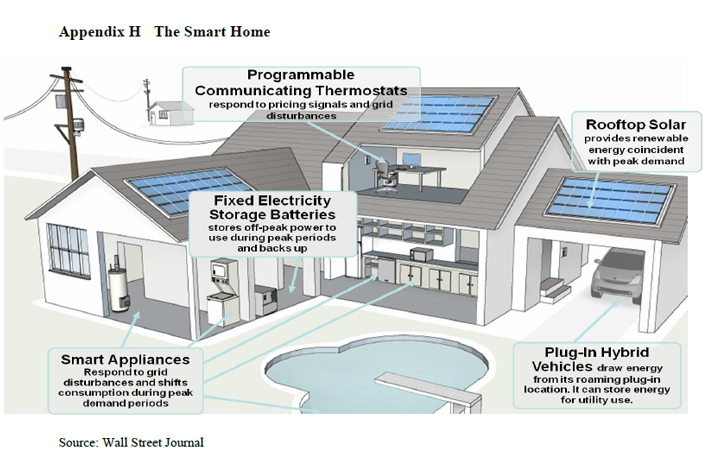 Appendix H   The Smart Home
Programmable
Communicating Thermostats
respond to pricing signals and grid
disturbances
Rooftop Solar
provides renewable
energy coincident
with peak demand
Fixed Electricity
Storage Batteries
stores off-peak power to
use during peak periods
and backs up
Smart Appliances
Respond to grid
disturbances and shifts
consumption during peak
demand periods
Plug-In Hybrid
Vehicles draw energy
from its roaming plug-in
location. It can store energy
for utility use.
Source: Wall Street Journal